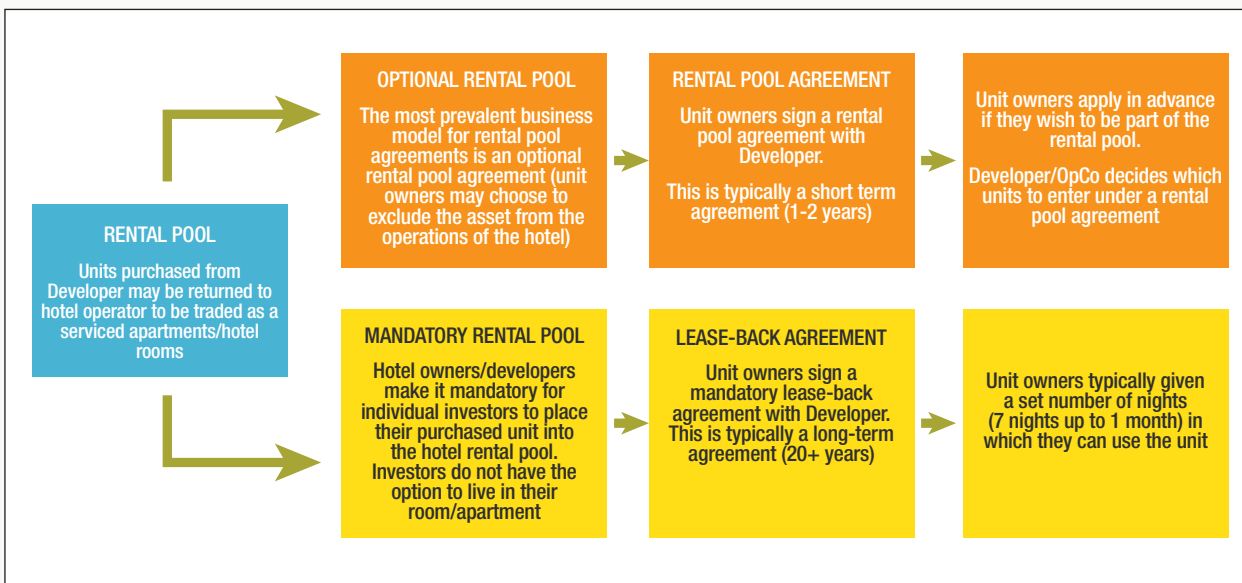 RENTAL POOL
Units purchased from
Developer may be returned to
hotel operator to be traded as a
serviced apartments/hotel
rooms
OPTIONAL RENTAL POOL
The most prevalent business
model for rental pool
agreements is an optional
rental pool agreement (unit
owners may choose to
exclude the asset from the
operations of the hotel)
RENTAL POOL AGREEMENT
Unit owners sign a rental
pool agreement with
Developer.
This is typically a short term
agreement (1-2 years)
Unit owners apply in advance
if they wish to be part of the
rental pool.
Developer/OpCo decides which
units to enter under a rental
pool agreement
MANDATORY RENTAL POOL
Hotel owners/developers
make it mandatory for
individual investors to place
their purchased unit into
the hotel rental pool.
Investors do not have the
option to live in their
room/apartment
LEASE-BACK AGREEMENT
Unit owners sign a
mandatory lease-back
agreement with Developer.
This is typically a long-term
agreement (20+ years)
Unit owners typically given
a set number of nights
(7 nights up to 1 month) in
which they can use the unit